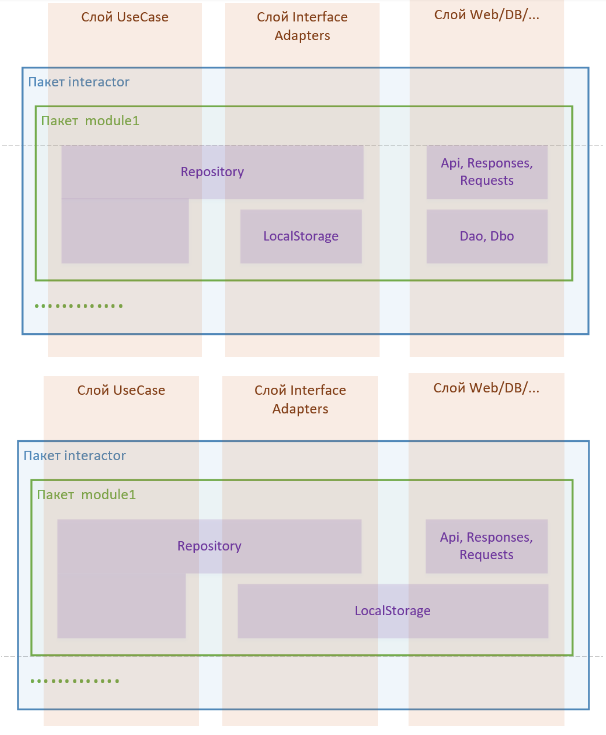 Слой UseCase
Слой Interface
Adapters
Слой Web/DB/...
Пакет interactor
Пакет module1
Repository
Api, Responses,
Requests
LocalStorage
Dao, Dbo
Слой UseCase
Слой Interface
Adapters
Слой Web/DB/...
Пакет interactor
Пакет module1
Repository
Api, Responses,
Requests
LocalStorage